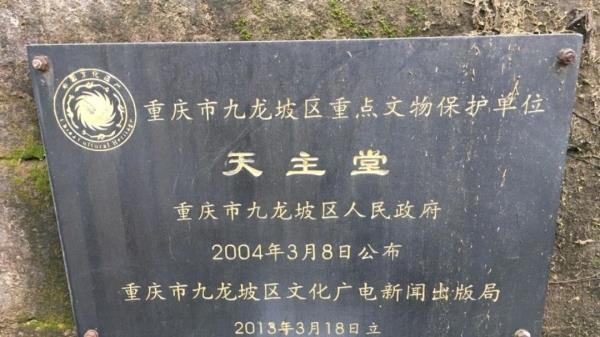 重庆市九龙坡区重点文物保护单位
天主堂
重庆市九龙坡区人民政府
2004年3月8日公布
重庆市九龙坡区文化广电新闻出版局
2013年3月18日立